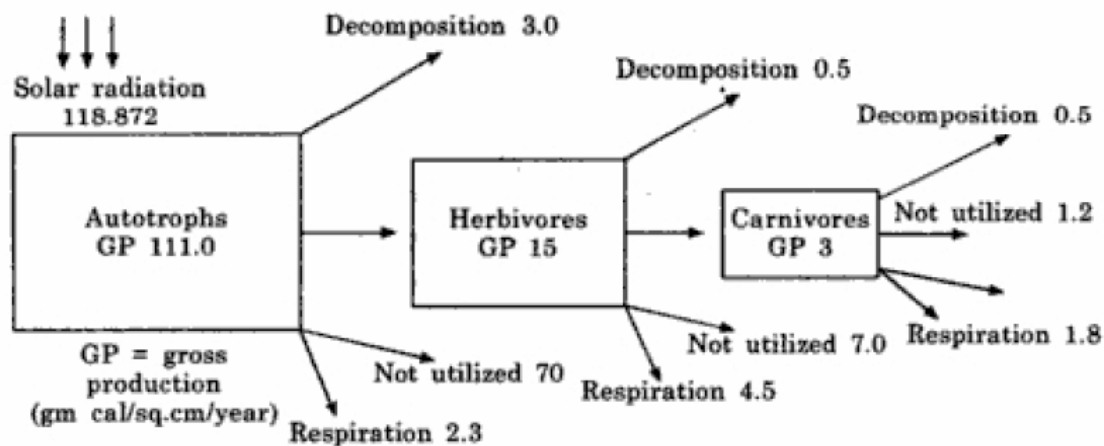 Decomposition 3.0
Solar radiation
118.872
Decomposition 0.5
Decomposition 0.5
Autotrophs
GP 111.0
Herbivores
GP 15
Carnivores
GP 3
Not utilized 1.2
GP = gross
production
(gm cal/sq.cm/year)
Not utilized 70
Respiration 2.3
Not utilized 7.0
Respiration 4.5
Respiration 1.8